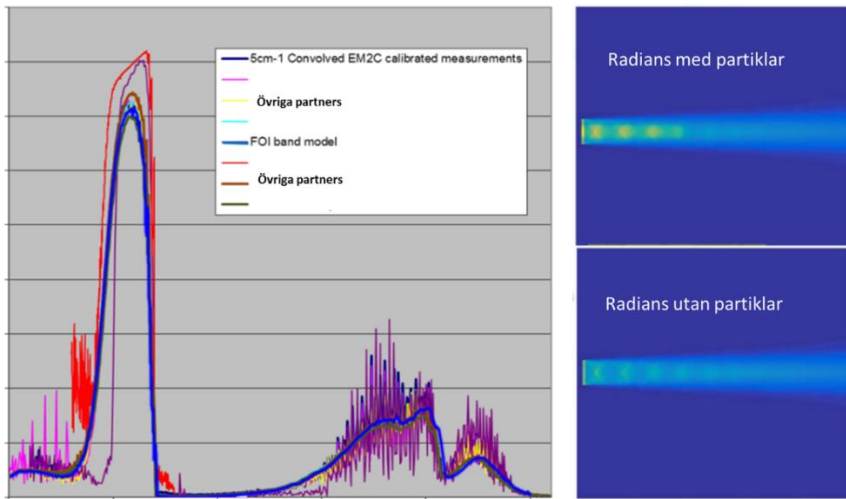 5cm-1 Convolved EM2C calibrated measurements
Övriga partners
FOI band model
Övriga partners
Radians med partiklar
Radians utan partiklar